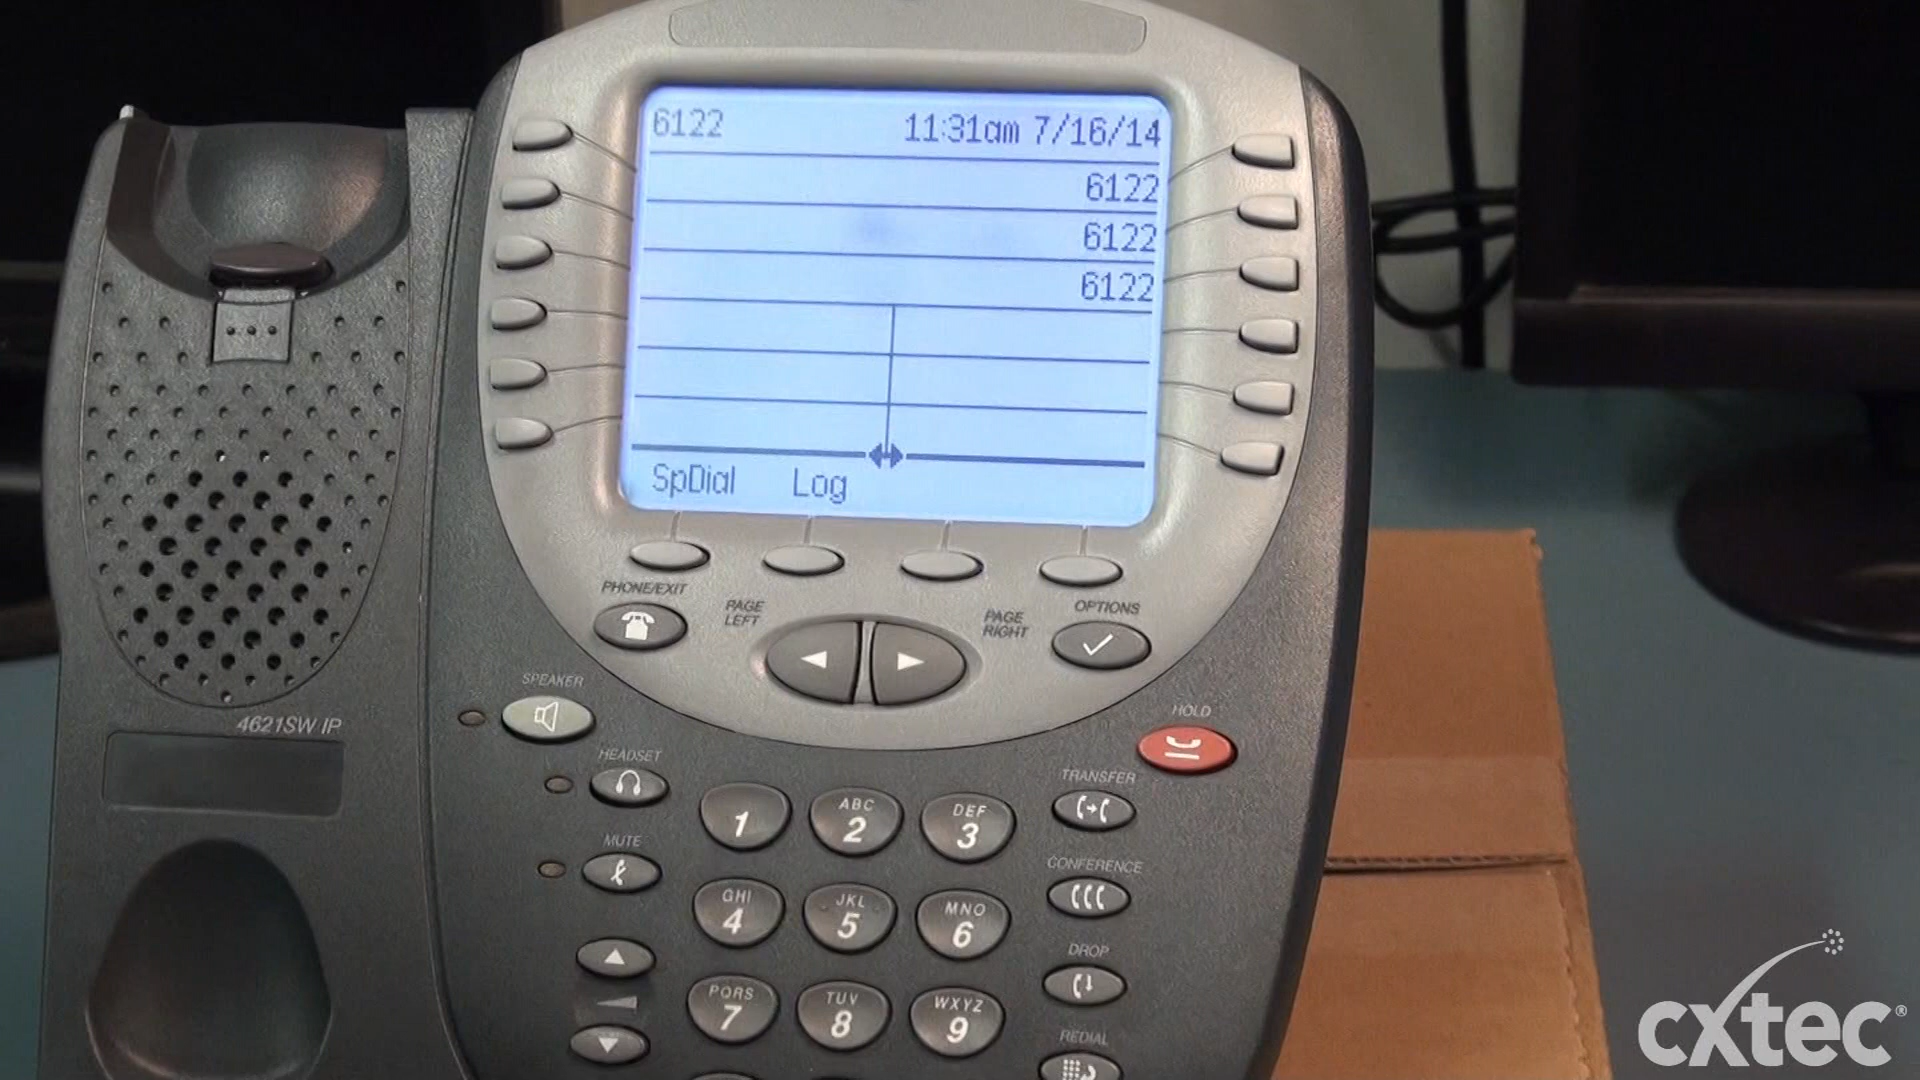 6122 11:31am 7/16/14
6122
6122
6122
SpDial Log
PHONE/EXIT
PAGE LEFT
PAGE RIGHT
OPTIONS
SPEAKER
4621SW IP
HOLD
HEADSET
TRANSFER
1
ABC
2
DEF
3
MUTE
CONFERENCE
GHI
4
JKL
5
MNO
6
DROP
PQRS
7
TUV
8
WXYZ
9
REDIAL
cxtec®